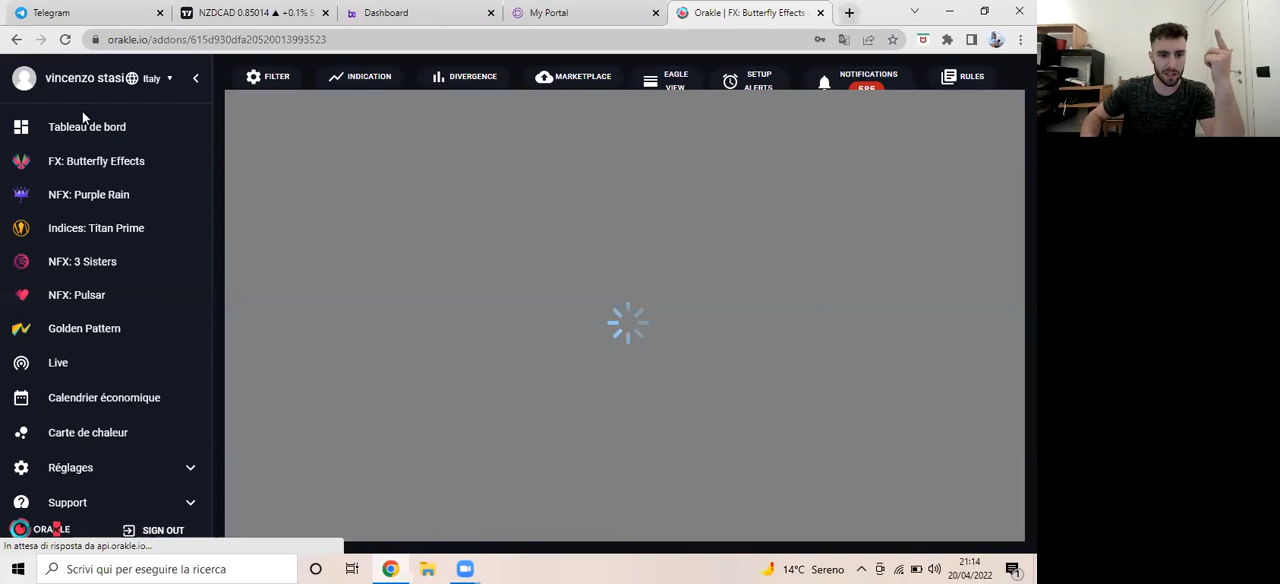 Telegram
NZDCAD 0.85014 ▲ +0.1% S
Dashboard
My Portal
Orakle | FX: Butterfly Effects
orakle.io/addons/615d930dfa20520013993523
vincenzo stasi Italy
FILTER
INDICATION
DIVERGENCE
MARKETPLACE
EAGLE VIEW
SETUP ALERTS
NOTIFICATIONS
585
RULES
Tableau de bord
FX: Butterfly Effects
NFX: Purple Rain
Indices: Titan Prime
NFX: 3 Sisters
NFX: Pulsar
Golden Pattern
Live
Calendrier économique
Carte de chaleur
Réglages
Support
ORAKLE
SIGN OUT
In attesa di risposta da api.orakle.io...
Scrivi qui per eseguire la ricerca
14°C Sereno
21:14
20/04/2022